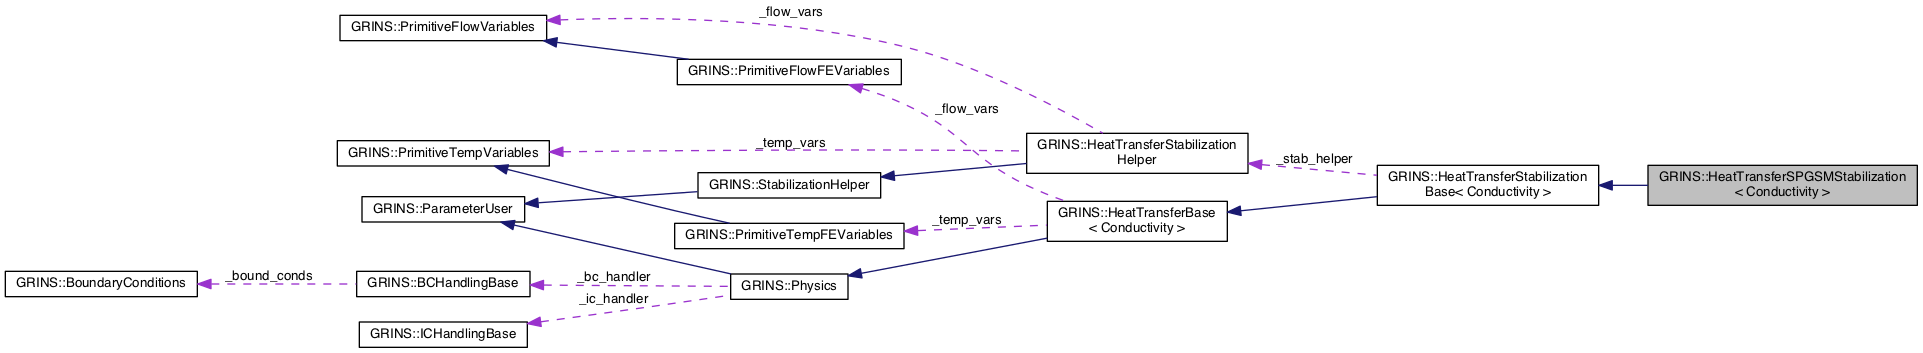 _flow_vars
GRINS::PrimitiveFlowVariables
GRINS::PrimitiveFlowFEVariables
_flow_vars
_temp_vars
GRINS::HeatTransferStabilization
Helper
GRINS::PrimitiveTempVariables
_stab_helper
GRINS::HeatTransferStabilization
Base< Conductivity >
GRINS::HeatTransferSPGSMStabilization
< Conductivity >
GRINS::StabilizationHelper
GRINS::ParameterUser
GRINS::HeatTransferBase
< Conductivity >
_temp_vars
GRINS::PrimitiveTempFEVariables
_bound_conds
_bc_handler
GRINS::BoundaryConditions
GRINS::BCHandlingBase
GRINS::Physics
_ic_handler
GRINS::ICHandlingBase